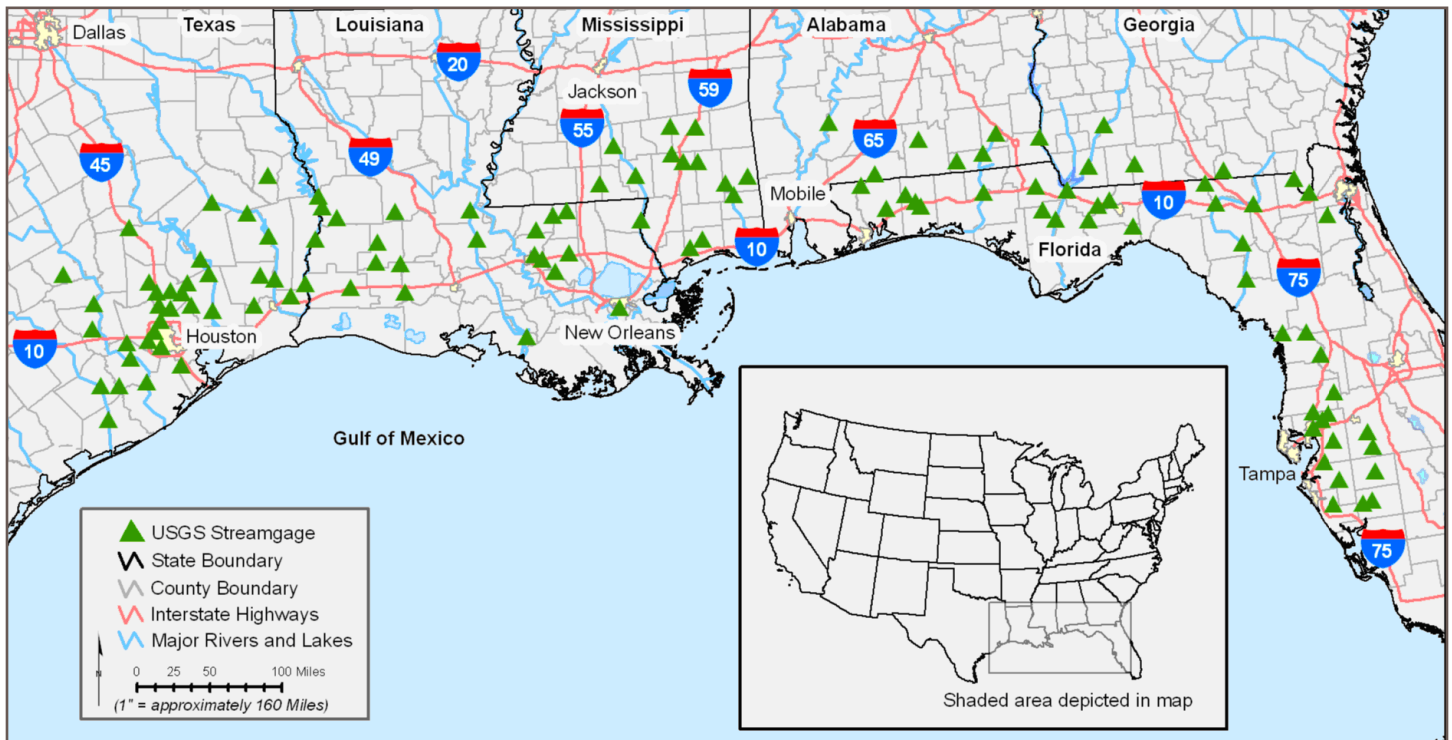 Dallas
Texas
Louisiana
Mississippi
Alabama
Georgia
20
59
Jackson
55
65
45
49
Mobile
10
10
Florida
75
Houston
New Orleans
10
Gulf of Mexico
Tampa
75
USGS Streamgage
State Boundary
County Boundary
Interstate Highways
Major Rivers and Lakes
N
0 25 50 100 Miles
(1" = approximately 160 Miles)
Shaded area depicted in map